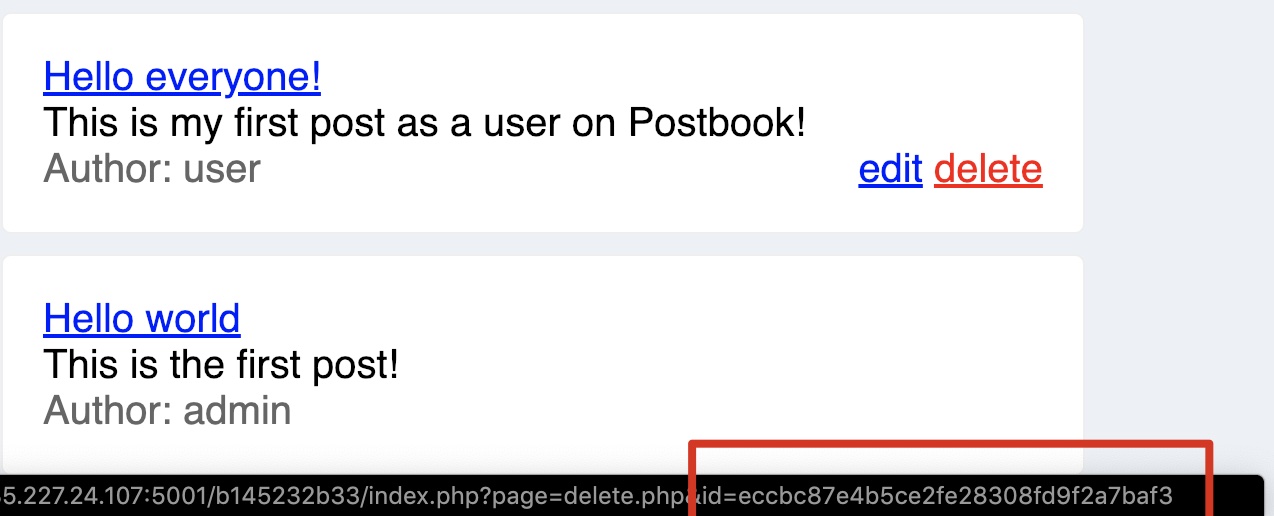 Hello everyone!
This is my first post as a user on Postbook!
Author: user
edit delete
Hello world
This is the first post!
Author: admin
5.227.24.107:5001/b145232b33/index.php?page=delete.php&id=eccbc87e4b5ce2fe28308fd9f2a7baf3